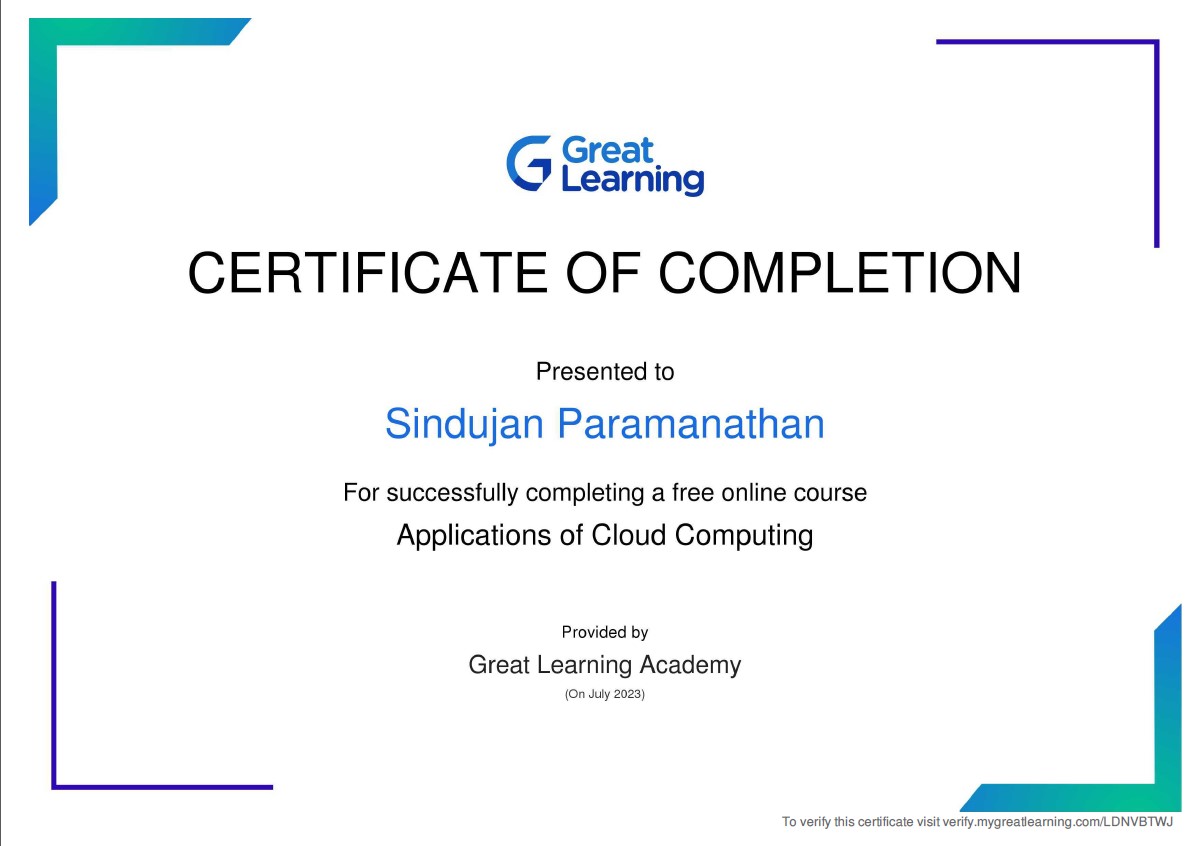 Great
Learning
CERTIFICATE OF COMPLETION
Presented to
Sindujan Paramanathan
For successfully completing a free online course
Applications of Cloud Computing
Provided by
Great Learning Academy
(On July 2023)
To verify this certificate visit verify.mygreatlearning.com/LDNVBTWJ